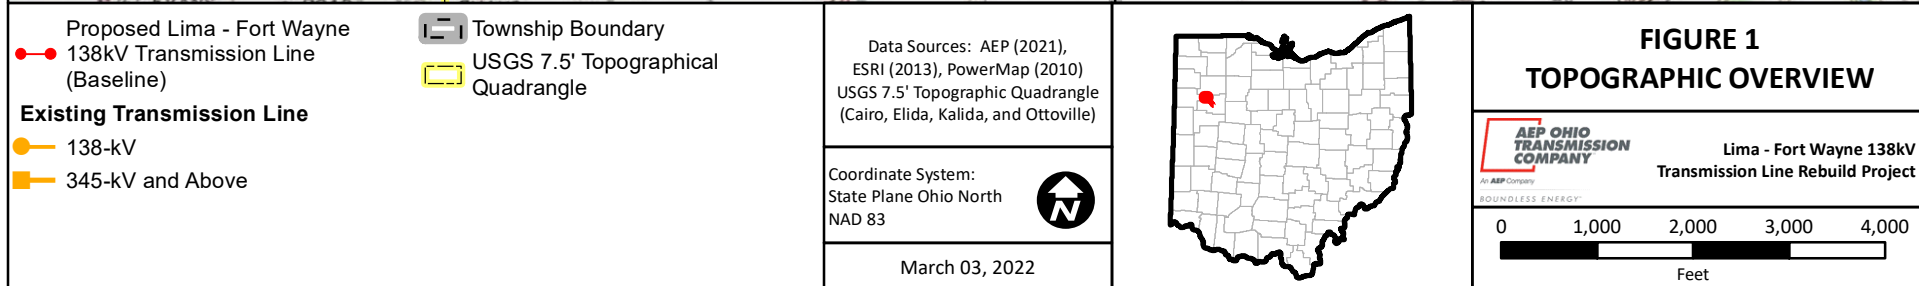 Proposed Lima - Fort Wayne
138kV Transmission Line
(Baseline)
Existing Transmission Line
138-kV
345-kV and Above
Township Boundary
USGS 7.5' Topographical
Quadrangle
Data Sources: AEP (2021),
ESRI (2013), PowerMap (2010)
USGS 7.5' Topographic Quadrangle
(Cairo, Elida, Kalida, and Ottoville)
Coordinate System:
State Plane Ohio North
NAD 83
N
March 03, 2022
FIGURE 1
TOPOGRAPHIC OVERVIEW
AEP OHIO
TRANSMISSION
COMPANY
An AEP Company
BOUNDLESS ENERGY
Lima - Fort Wayne 138kV
Transmission Line Rebuild Project
0 1,000 2,000 3,000 4,000
Feet